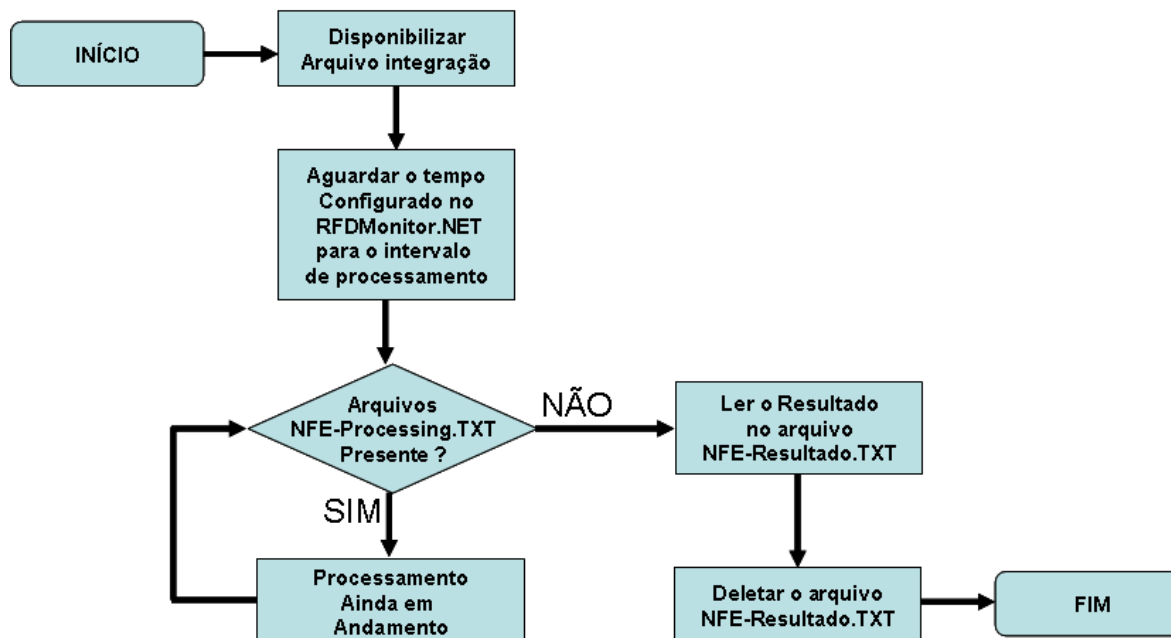 INÍCIO
Disponibilizar
Arquivo integração
Aguardar o tempo
Configurado no
RFDMonitor.NET
para o intervalo
de processamento
Arquivos
NFE-Processing.TXT
Presente ?
NÃO
SIM
Ler o Resultado
no arquivo
NFE-Resultado.TXT
Processamento
Ainda em
Andamento
Deletar o arquivo
NFE-Resultado.TXT
FIM